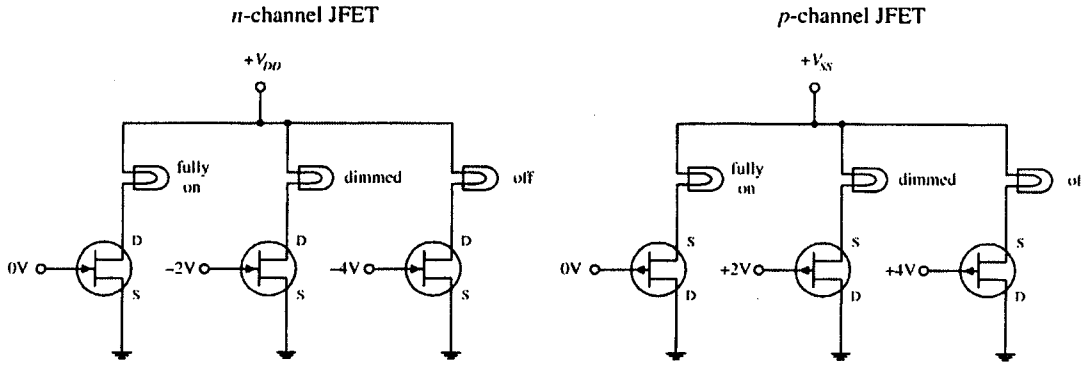 n-channel JFET
p-channel JFET
+V_DD
+V_SS
fully
on
dimmed
off
fully
on
dimmed
of
D
D
D
S
S
S
0V
−2V
−4V
S
S
S
D
D
D
0V
+2V
+4V